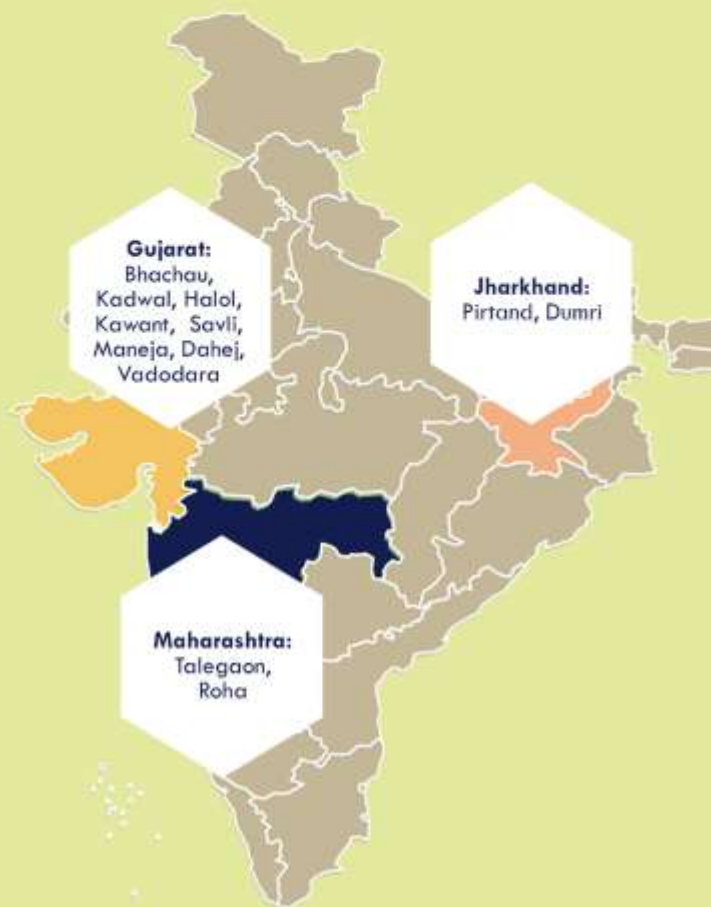 Gujarat:
Bhachau,
Kadwal, Halol,
Kawant, Savli,
Maneja, Dahej,
Vadodara
Jharkhand:
Pirtand, Dumri
Maharashtra:
Talegaon,
Roha